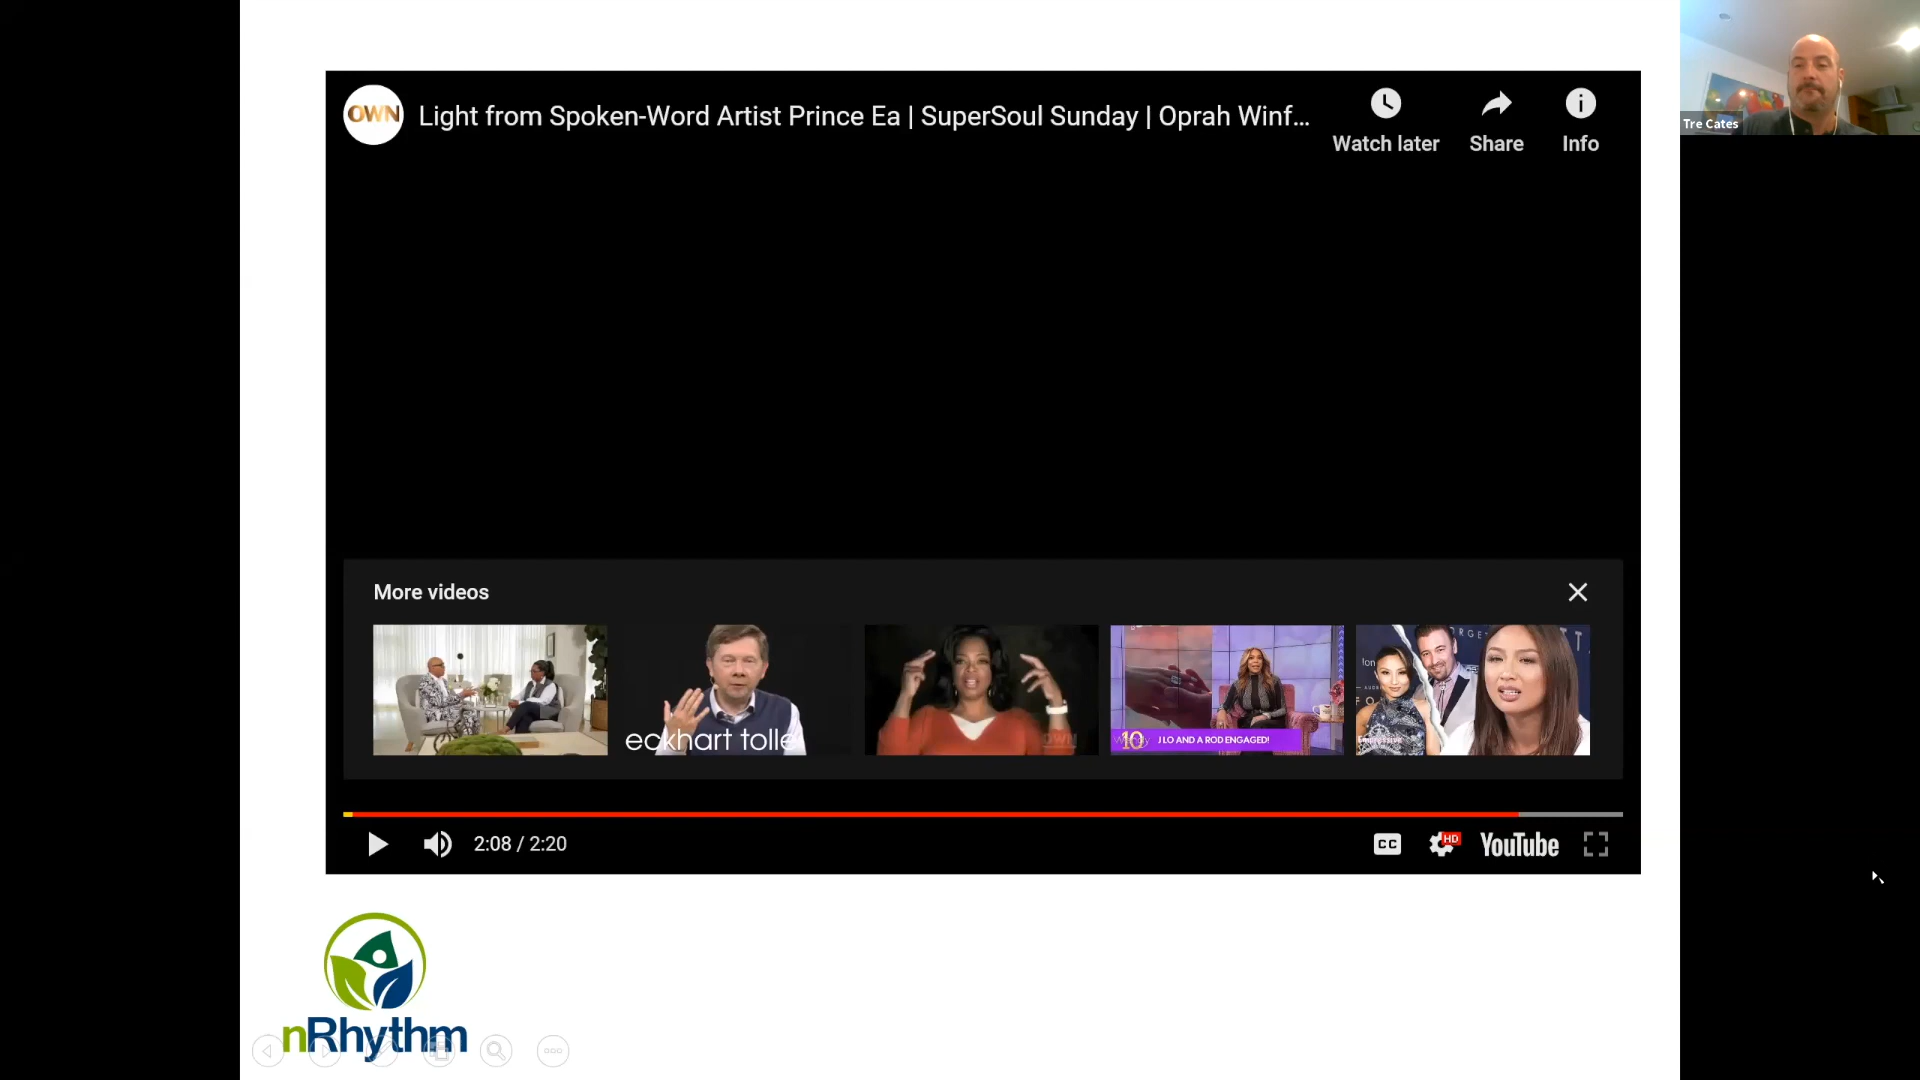 OWN
Light from Spoken-Word Artist Prince Ea | SuperSoul Sunday | Oprah Winf...
Watch later
Share
Info
Tre Cates
More videos
eckhart tolle
OWN
10
J LO AND A ROD ENGAGED!
2:08 / 2:20
CC
HD
YouTube
nRhythm